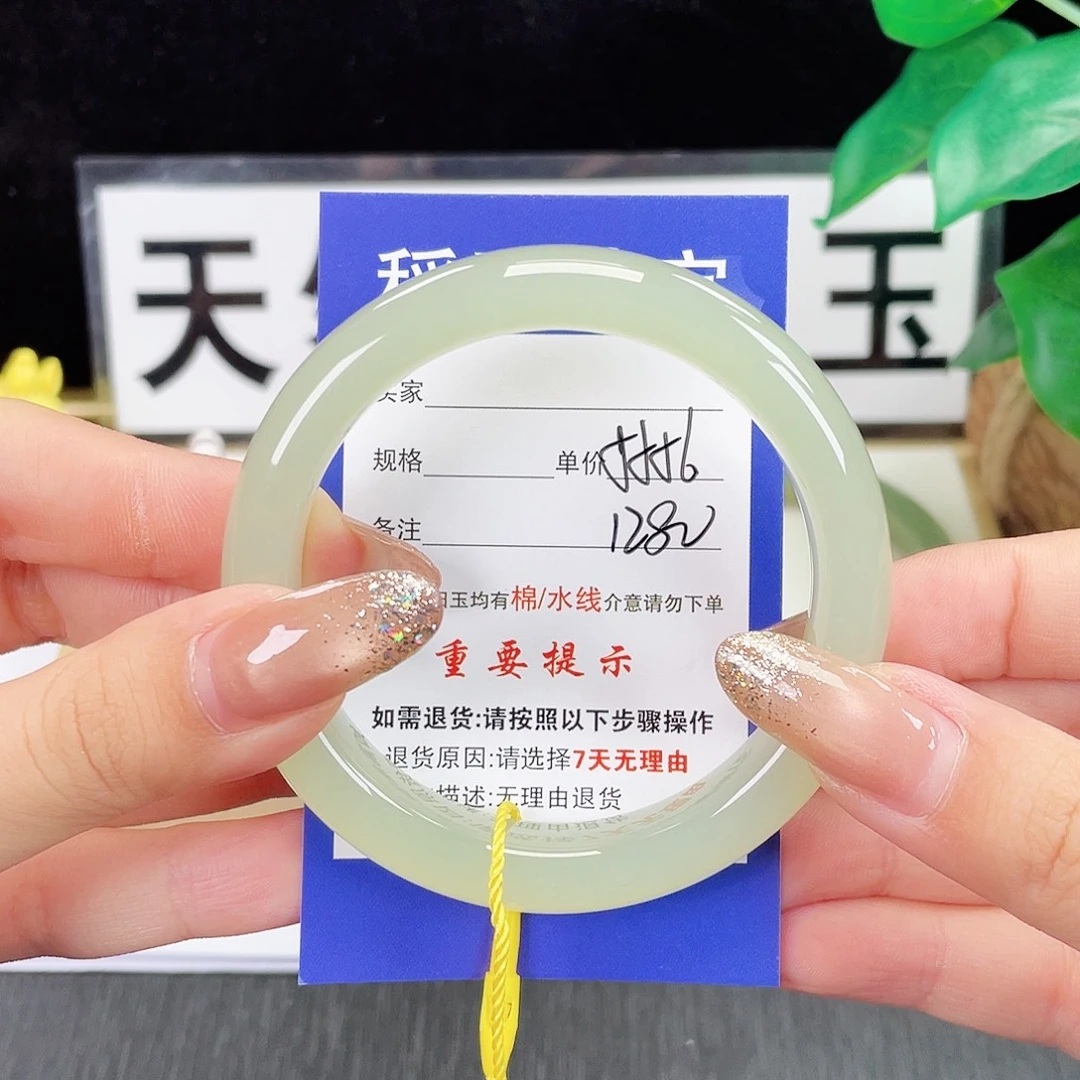 天 玉
卖家
规格 单价
备注 1280
玉均有棉/水线介意请勿下单
重要提示
如需退货:请按照以下步骤操作
退货原因:请选择7天无理由
描述:无理由退货